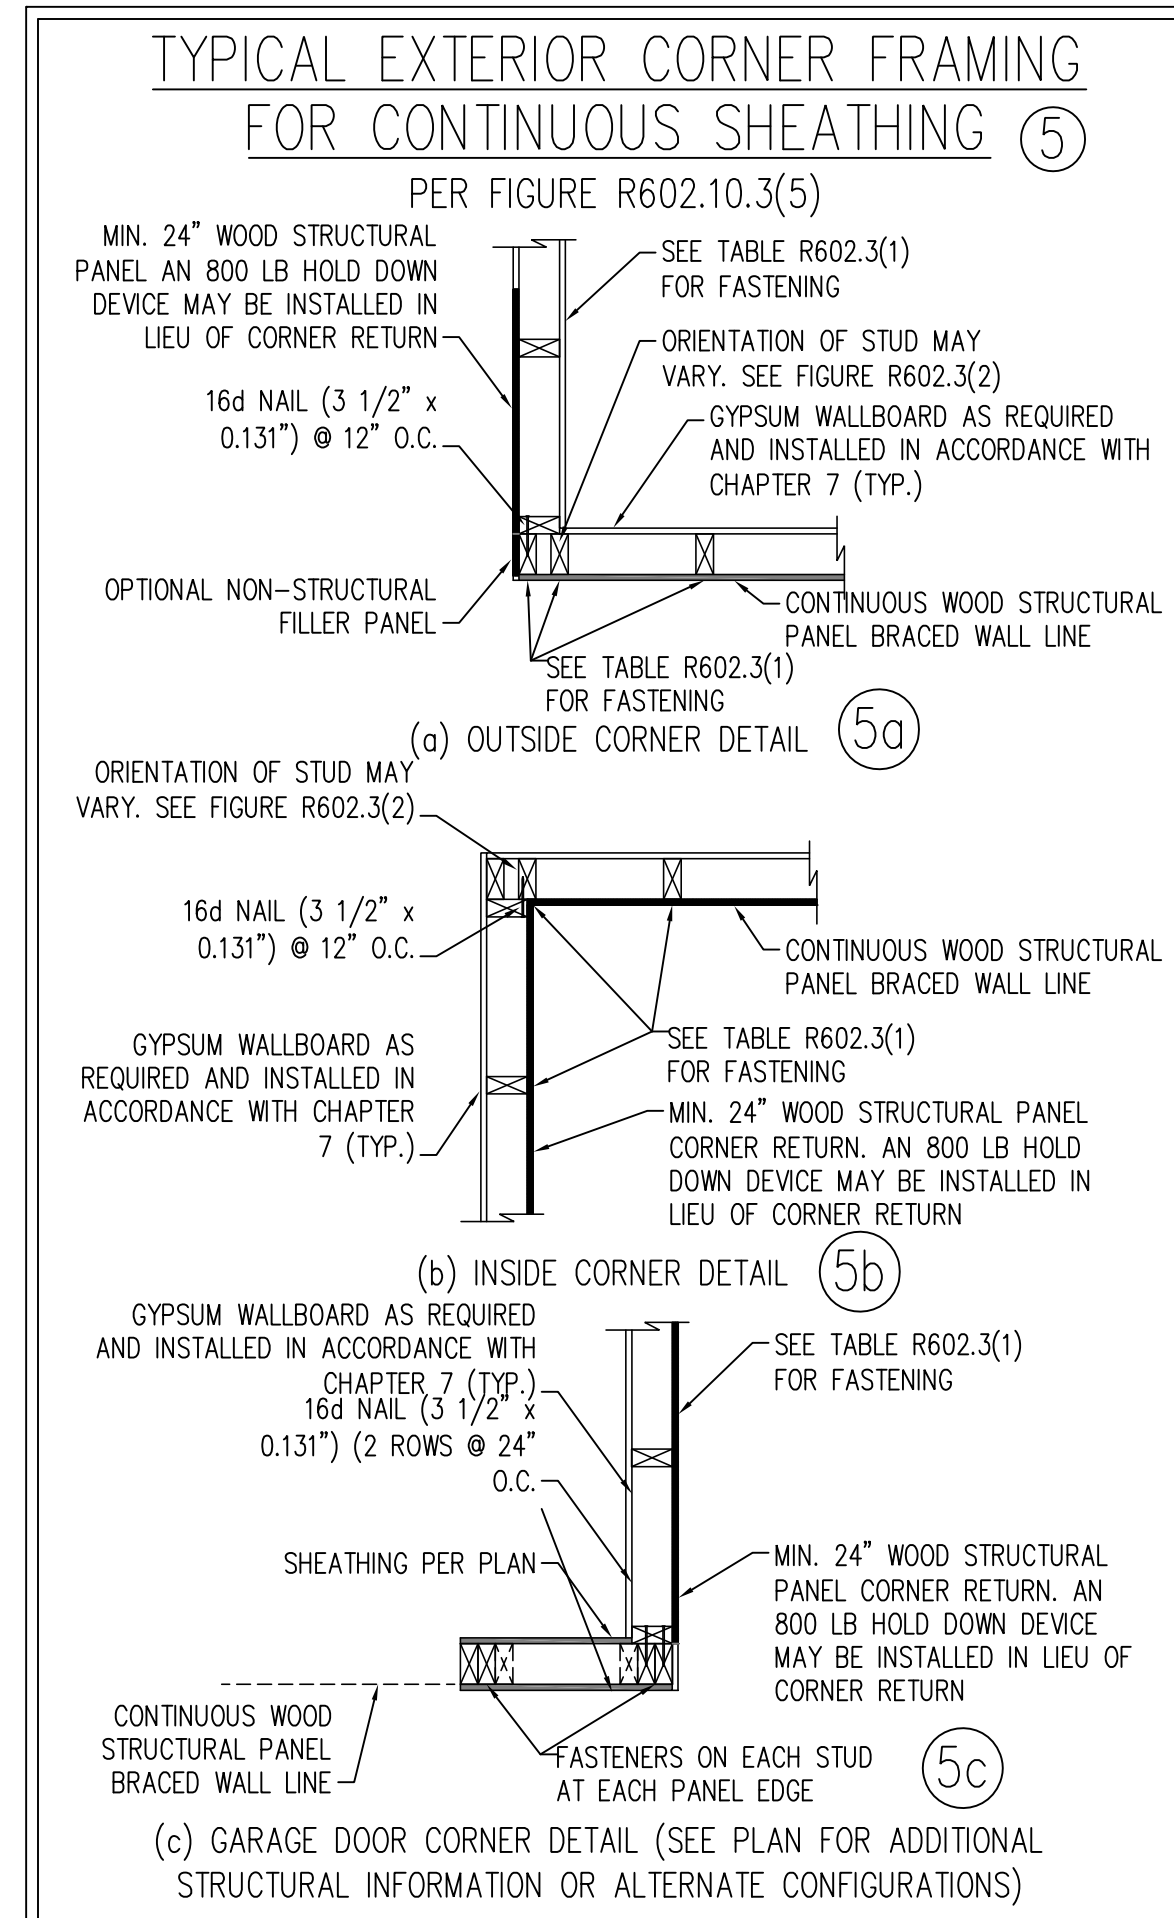 TYPICAL EXTERIOR CORNER FRAMING
FOR CONTINUOUS SHEATHING 5
PER FIGURE R602.10.3(5)
MIN. 24" WOOD STRUCTURAL
PANEL AN 800 LB HOLD DOWN
DEVICE MAY BE INSTALLED IN
LIEU OF CORNER RETURN
16d NAIL (3 1/2" x
0.131") @ 12" O.C.
OPTIONAL NON-STRUCTURAL
FILLER PANEL
SEE TABLE R602.3(1)
FOR FASTENING
ORIENTATION OF STUD MAY
VARY. SEE FIGURE R602.3(2)
GYPSUM WALLBOARD AS REQUIRED
AND INSTALLED IN ACCORDANCE WITH
CHAPTER 7 (TYP.)
CONTINUOUS WOOD STRUCTURAL
PANEL BRACED WALL LINE
SEE TABLE R602.3(1)
FOR FASTENING
(a) OUTSIDE CORNER DETAIL 5a
ORIENTATION OF STUD MAY
VARY. SEE FIGURE R602.3(2)
16d NAIL (3 1/2" x
0.131") @ 12" O.C.
GYPSUM WALLBOARD AS
REQUIRED AND INSTALLED IN
ACCORDANCE WITH CHAPTER
7 (TYP.)
CONTINUOUS WOOD STRUCTURAL
PANEL BRACED WALL LINE
SEE TABLE R602.3(1)
FOR FASTENING
MIN. 24" WOOD STRUCTURAL PANEL
CORNER RETURN. AN 800 LB HOLD
DOWN DEVICE MAY BE INSTALLED IN
LIEU OF CORNER RETURN
(b) INSIDE CORNER DETAIL 5b
GYPSUM WALLBOARD AS REQUIRED
AND INSTALLED IN ACCORDANCE WITH
CHAPTER 7 (TYP.)
16d NAIL (3 1/2" x
0.131") (2 ROWS @ 24"
O.C.
SHEATHING PER PLAN
CONTINUOUS WOOD
STRUCTURAL PANEL
BRACED WALL LINE
SEE TABLE R602.3(1)
FOR FASTENING
MIN. 24" WOOD STRUCTURAL
PANEL CORNER RETURN. AN
800 LB HOLD DOWN DEVICE
MAY BE INSTALLED IN LIEU OF
CORNER RETURN
FASTENERS ON EACH STUD
AT EACH PANEL EDGE
5c
(c) GARAGE DOOR CORNER DETAIL (SEE PLAN FOR ADDITIONAL
STRUCTURAL INFORMATION OR ALTERNATE CONFIGURATIONS)